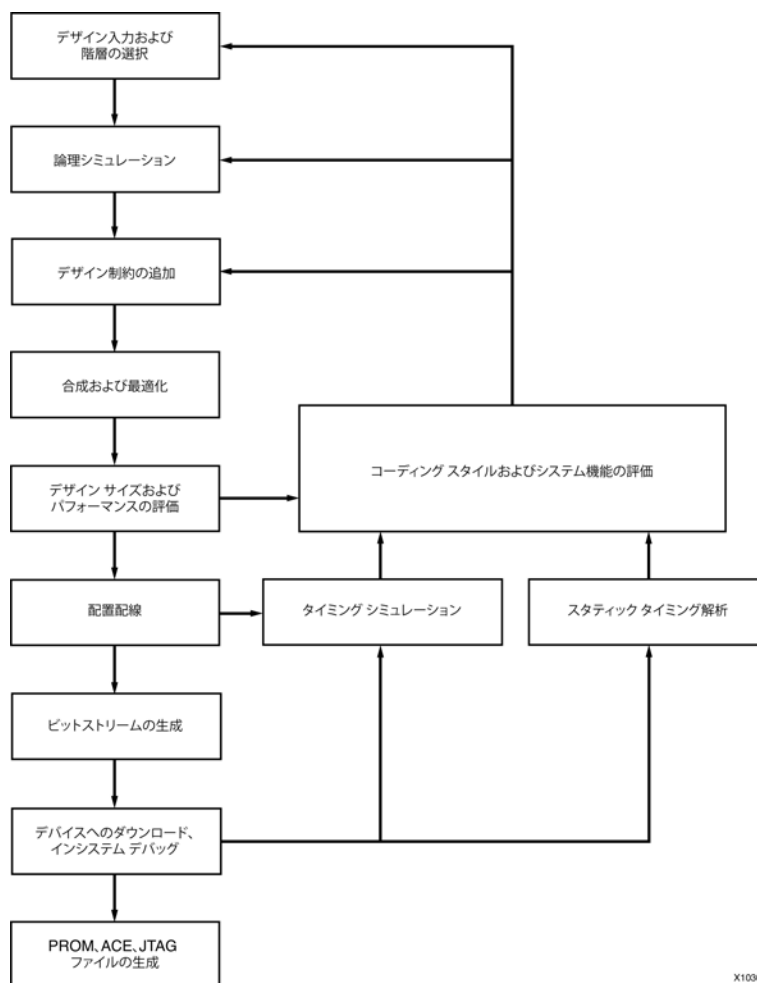 デザイン入力および
階層の選択
論理シミュレーション
デザイン制約の追加
合成および最適化
コーディング スタイルおよびシステム機能の評価
デザイン サイズおよび
パフォーマンスの評価
配置配線
タイミング シミュレーション
スタティック タイミング解析
ビットストリームの生成
デバイスへのダウンロード、
インシステム デバッグ
PROM、ACE、JTAG
ファイルの生成